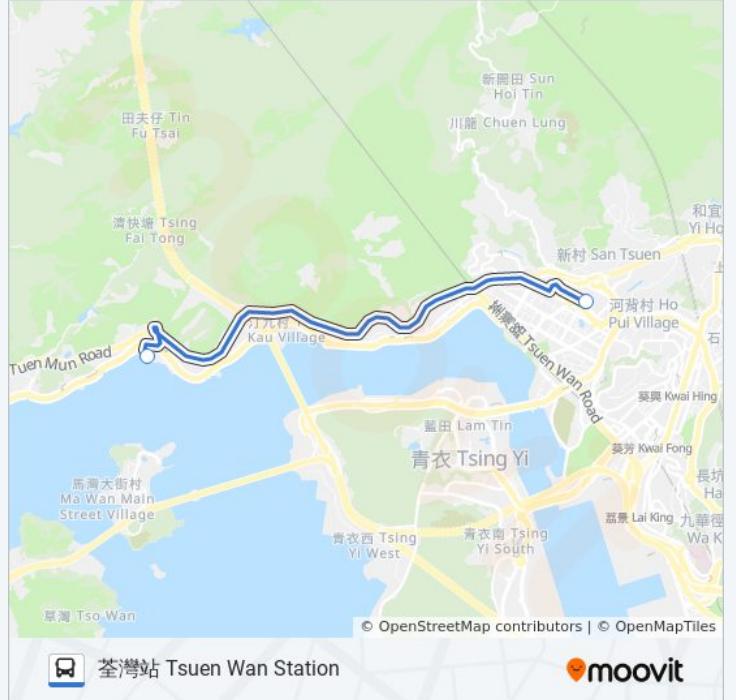 新開田 Sun
Hoi Tin
田夫仔 Tin
Fu Tsai
川龍 Chuen Lung
和宜
Yi Ho
清快塘 Tsing
Fai Tong
新村 San Tsuen
上
河背村 Ho
Pui Village
汀九村 T
Kau Village
石
Tuen Mun Road
Tsuen Wan Road
葵興 Kwai Hing
藍田 Lam Tin
青衣 Tsing Yi
葵芳 Kwai Fong
馬灣大街村
Ma Wan Main
Street Village
長坑
Ha
荔景 Lai King
九華徑
Wa K
青衣西 Tsing
Yi West
青衣南 Tsing
Yi South
草灣 Tso Wan
© OpenStreetMap contributors | © OpenMapTiles
荃灣站 Tsuen Wan Station
moovit